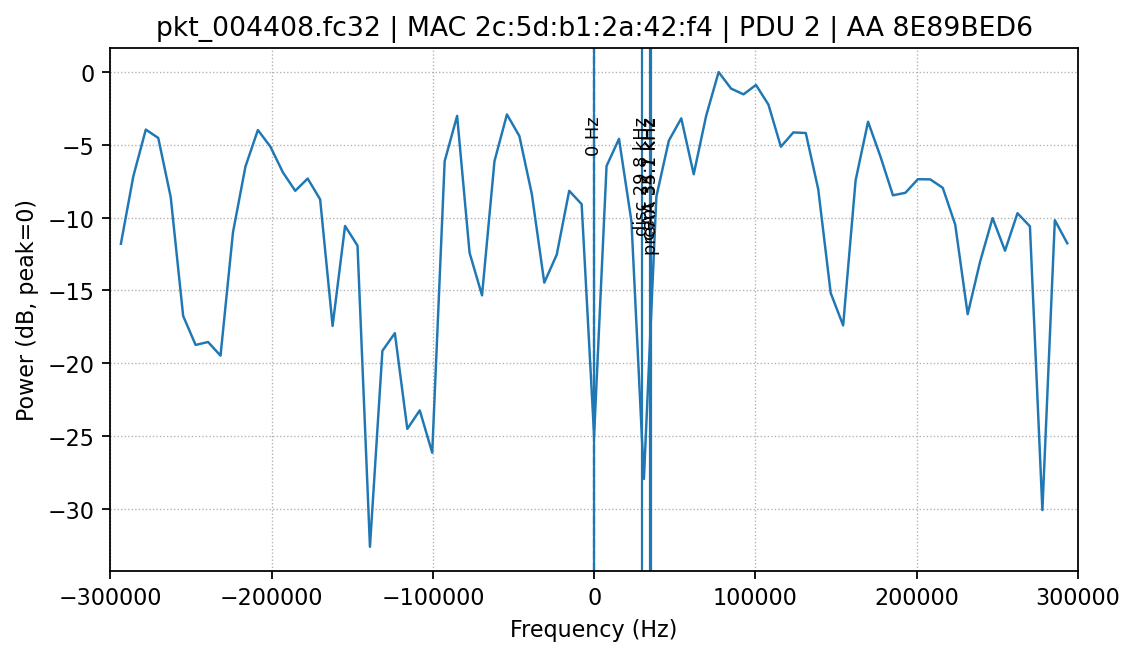 pkt_004408.fc32 | MAC 2c:5d:b1:2a:42:f4 | PDU 2 | AA 8E89BED6
Power (dB, peak=0)
0
−5
−10
−15
−20
−25
−30
0 Hz
disc 29.8 kHz
−300000
−200000
−100000
0
100000
200000
300000
Frequency (Hz)